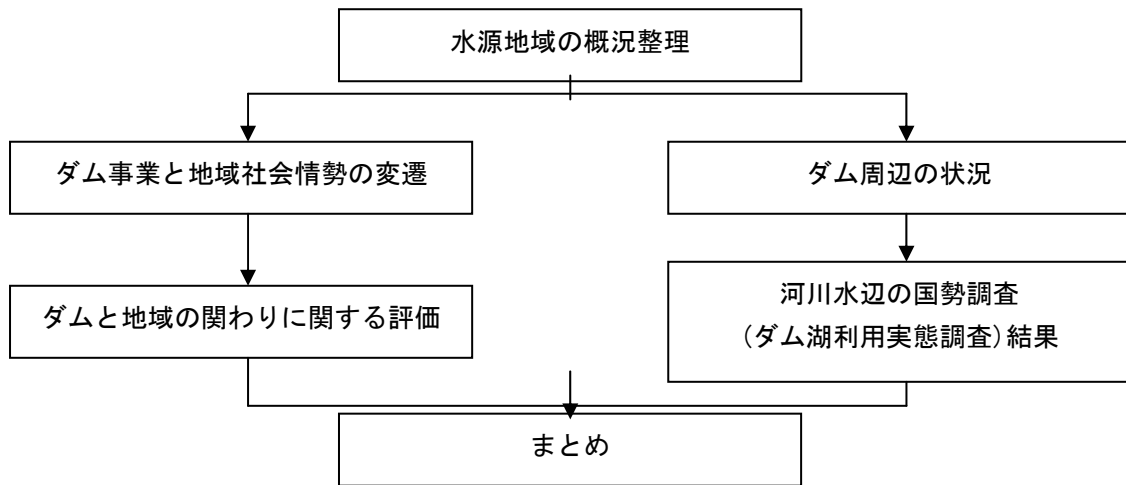 水源地域の概況整理
ダム事業と地域社会情勢の変遷
ダム周辺の状況
ダムと地域の関わりに関する評価
河川水辺の国勢調査
(ダム湖利用実態調査)結果
まとめ